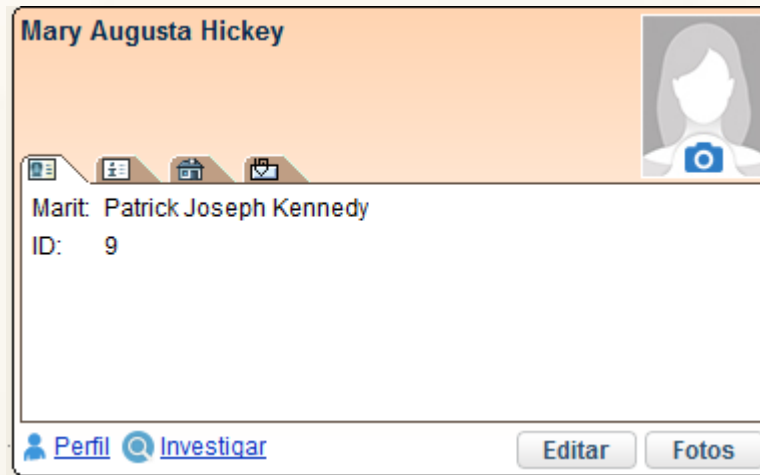 Mary Augusta Hickey
Marit: Patrick Joseph Kennedy
ID: 9
Perfil Investigar Editar Fotos